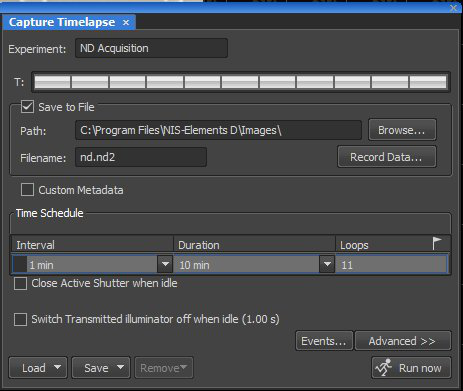 Capture Timelapse ×
Experiment: ND Acquisition
T:
Save to File
Path: C:\Program Files\NIS-Elements D\Images\ Browse...
Filename: nd.nd2 Record Data...
Custom Metadata
Time Schedule
Interval Duration Loops
1 min 10 min 11
Close Active Shutter when idle
Switch Transmitted illuminator off when idle (1.00 s)
Events... Advanced >>
Load Save Remove Run now